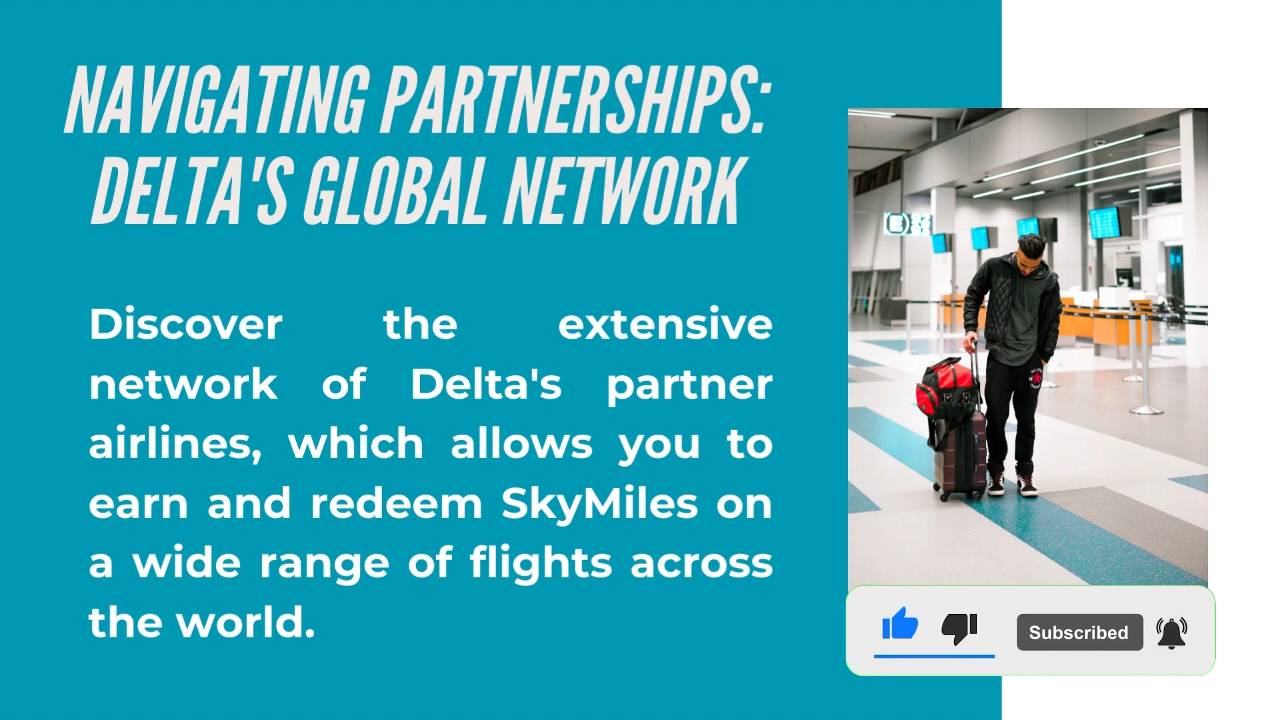 NAVIGATING PARTNERSHIPS:
DELTA'S GLOBAL NETWORK
Discover the extensive
network of Delta's partner
airlines, which allows you to
earn and redeem SkyMiles on
a wide range of flights across
the world.
Subscribed